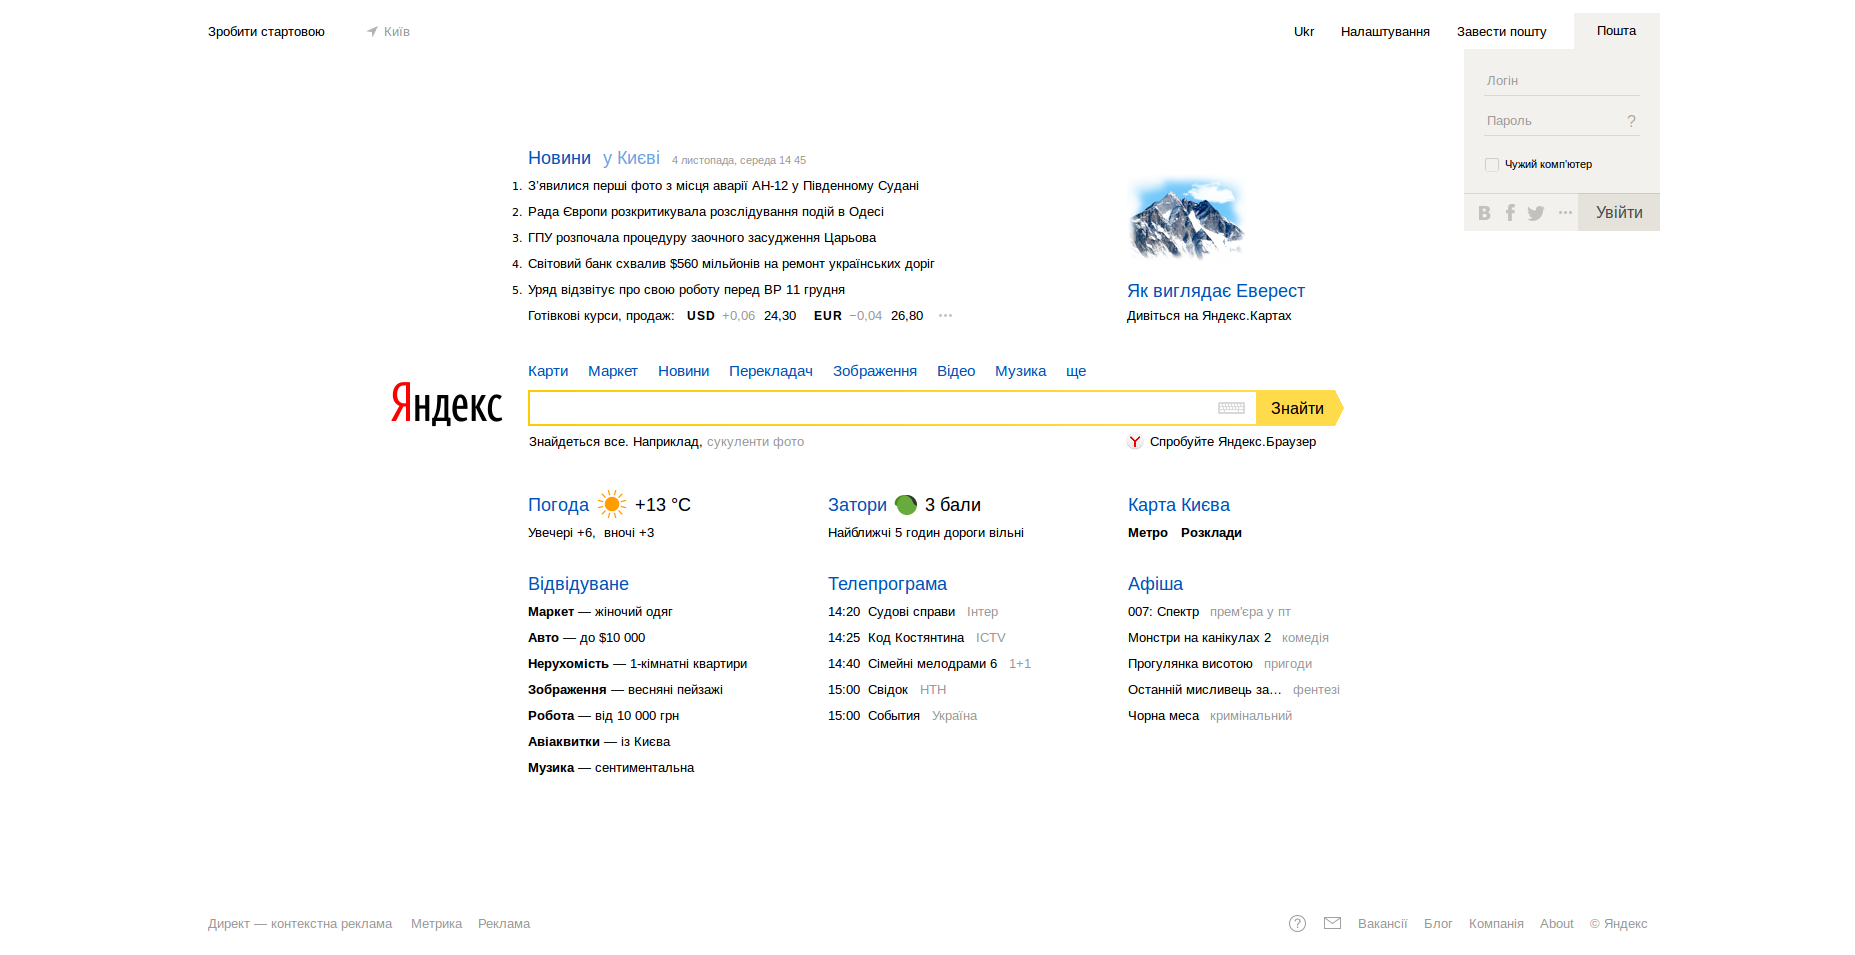 Зробити стартовою Київ Ukr Налаштування Завести пошту Пошта
Логін
Пароль ?
Чужий комп'ютер
Увійти
Новини у Києві 4 листопада, середа 14 45
1. З'явилися перші фото з місця аварії АН-12 у Південному Судані
2. Рада Європи розкритикувала розслідування подій в Одесі
3. ГПУ розпочала процедуру заочного засудження Царьова
4. Світовий банк схвалив $560 мільйонів на ремонт українських доріг
5. Уряд відзвітує про свою роботу перед ВР 11 грудня
Готівкові курси, продаж: USD +0,06 24,30 EUR −0,04 26,80
Як виглядає Еверест
Дивіться на Яндекс.Картах
Карти Маркет Новини Перекладач Зображення Відео Музика ще
Яндекс Знайти
Знайдеться все. Наприклад, сукуленти фото
Спробуйте Яндекс.Браузер
Погода +13 °C
Увечері +6, вночі +3
Затори 3 бали
Найближчі 5 годин дороги вільні
Карта Києва
Метро Розклади
Відвідуване
Маркет — жіночий одяг
Авто — до $10 000
Нерухомість — 1-кімнатні квартири
Зображення — весняні пейзажі
Робота — від 10 000 грн
Авіаквитки — із Києва
Музика — сентиментальна
Телепрограма
14:20 Судові справи Інтер
14:25 Код Костянтина ICTV
14:40 Сімейні мелодрами 6 1+1
15:00 Свідок НТН
15:00 События Україна
Афіша
007: Спектр прем'єра у пт
Монстри на канікулах 2 комедія
Прогулянка висотою пригоди
Останній мисливець за… фентезі
Чорна меса кримінальний
Директ — контекстна реклама Метрика Реклама
? Вакансії Блог Компанія About © Яндекс